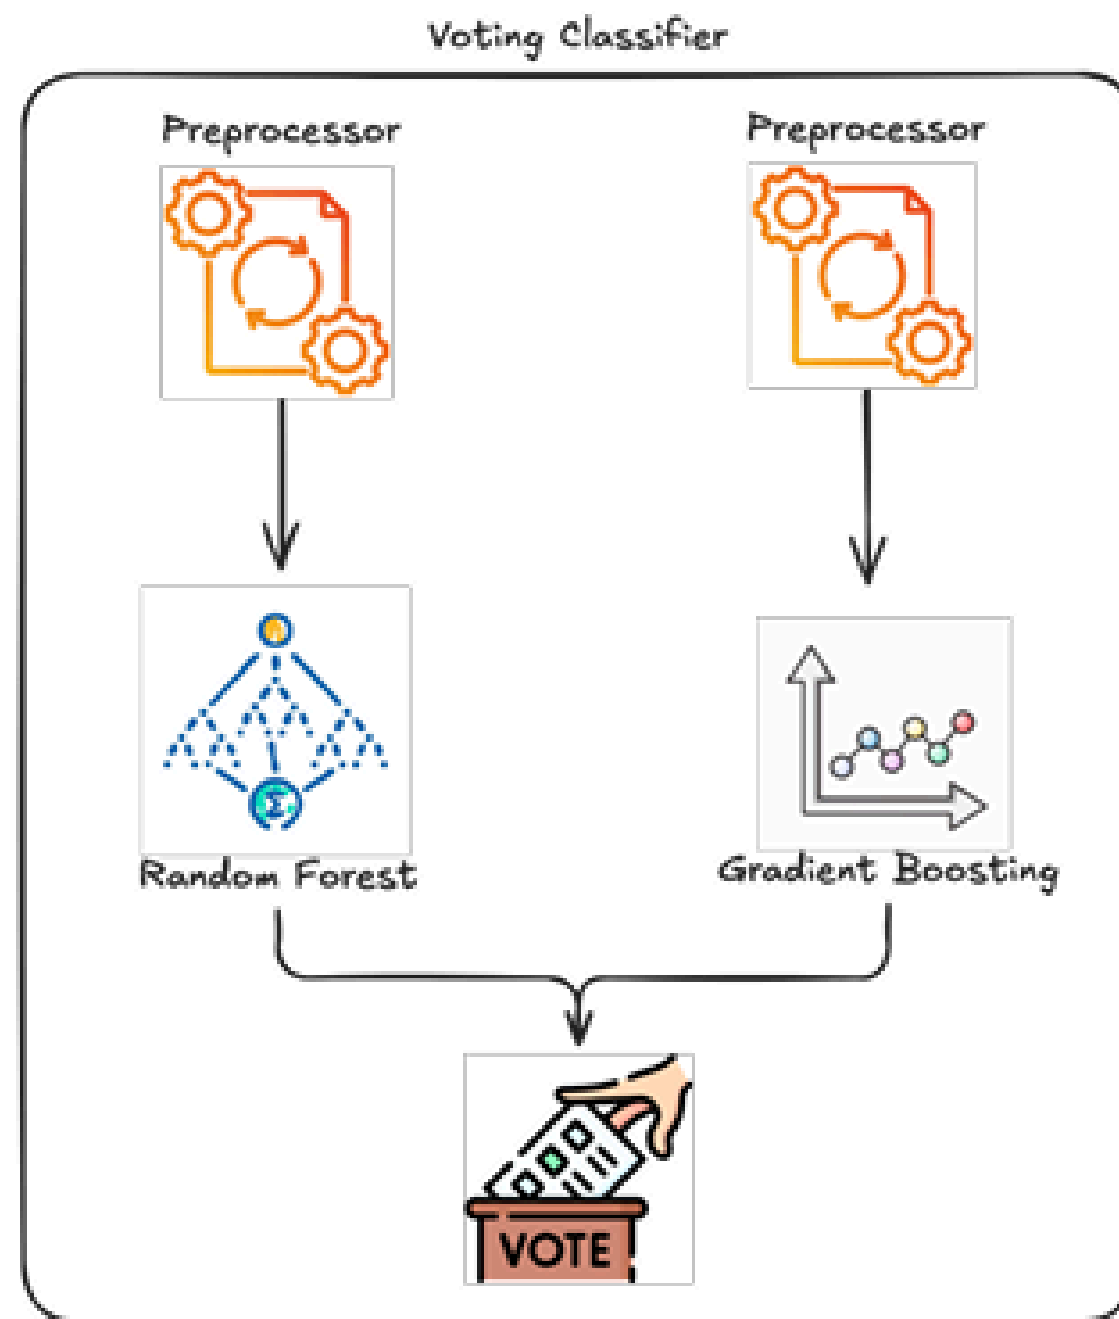 Voting Classifier
Preprocessor
Preprocessor
Random Forest
Gradient Boosting
VOTE